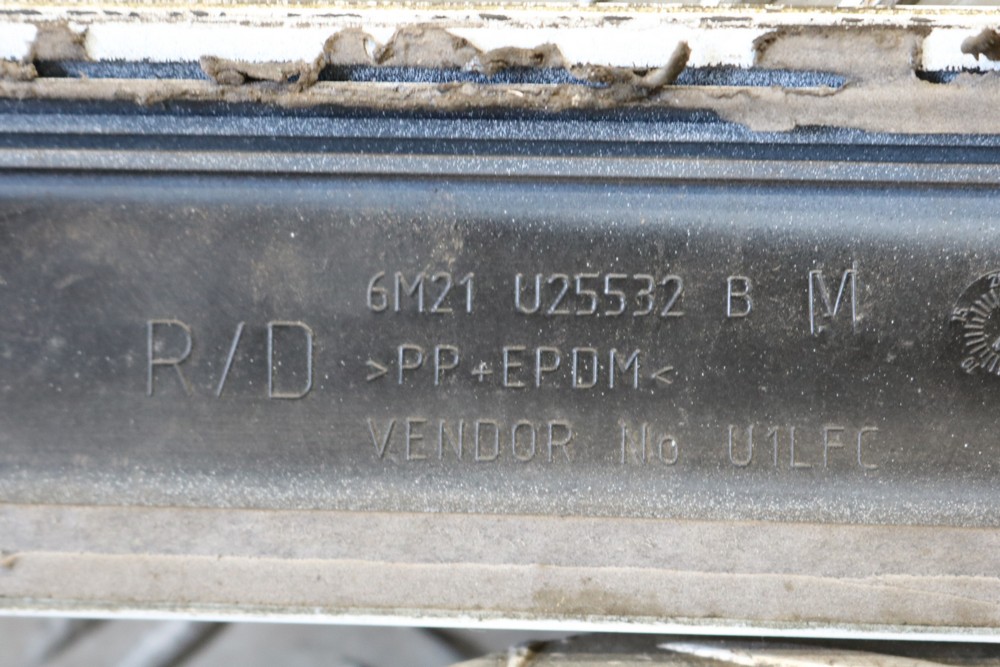 6M21 U25532 B M
R/D
>PP+EPDM<
VENDOR No U1LFC